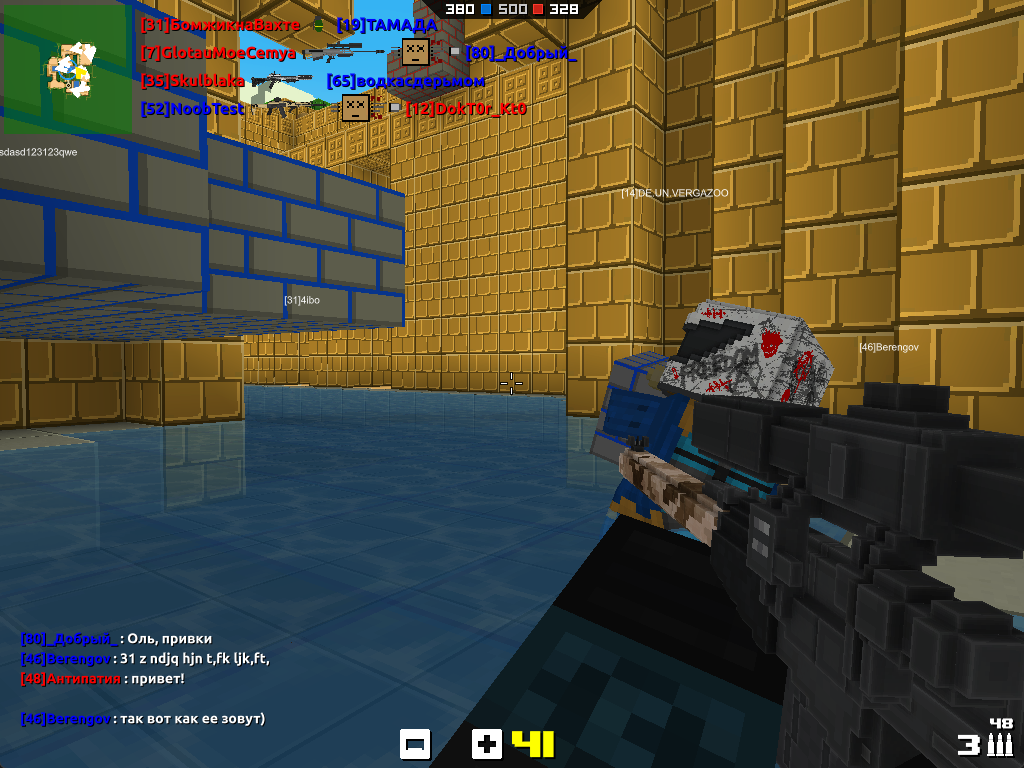 380 500 328
[31]БомжикнаВахте [19]ТАМАДА
[7]GlotauMoeCemya [80]_Добрый_
[35]Skulblaka [65]водкасдерьмом
[52]NoobTest [12]DokT0r_Kt0
sdasd123123qwe
[14]DE.UN.VERGAZOO
[31]4ibo
[46]Berengov
[80]_Добрый_: Оль, привки
[46]Berengov: 31 z ndjq hjn t,fk ljk,ft,
[48]Антипатия : привет!
[46]Berengov: так вот как ее зовут)
41
48
3